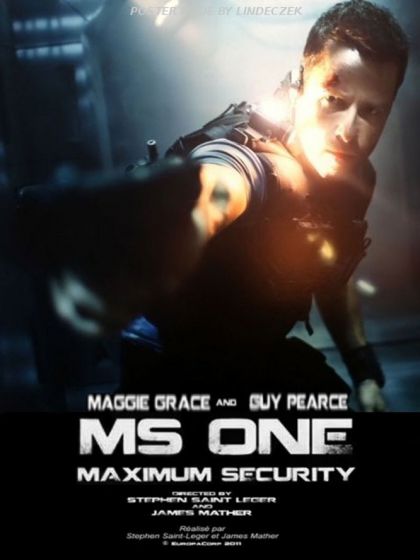 POSTER MADE BY LINDECZEK
MAGGIE GRACE AND GUY PEARCE
MS ONE
MAXIMUM SECURITY
DIRECTED BY
STEPHEN SAINT LEGER
AND
JAMES MATHER
Réalisé par
Stephen Saint-Leger et James Mather
© EUROPACORP 2011